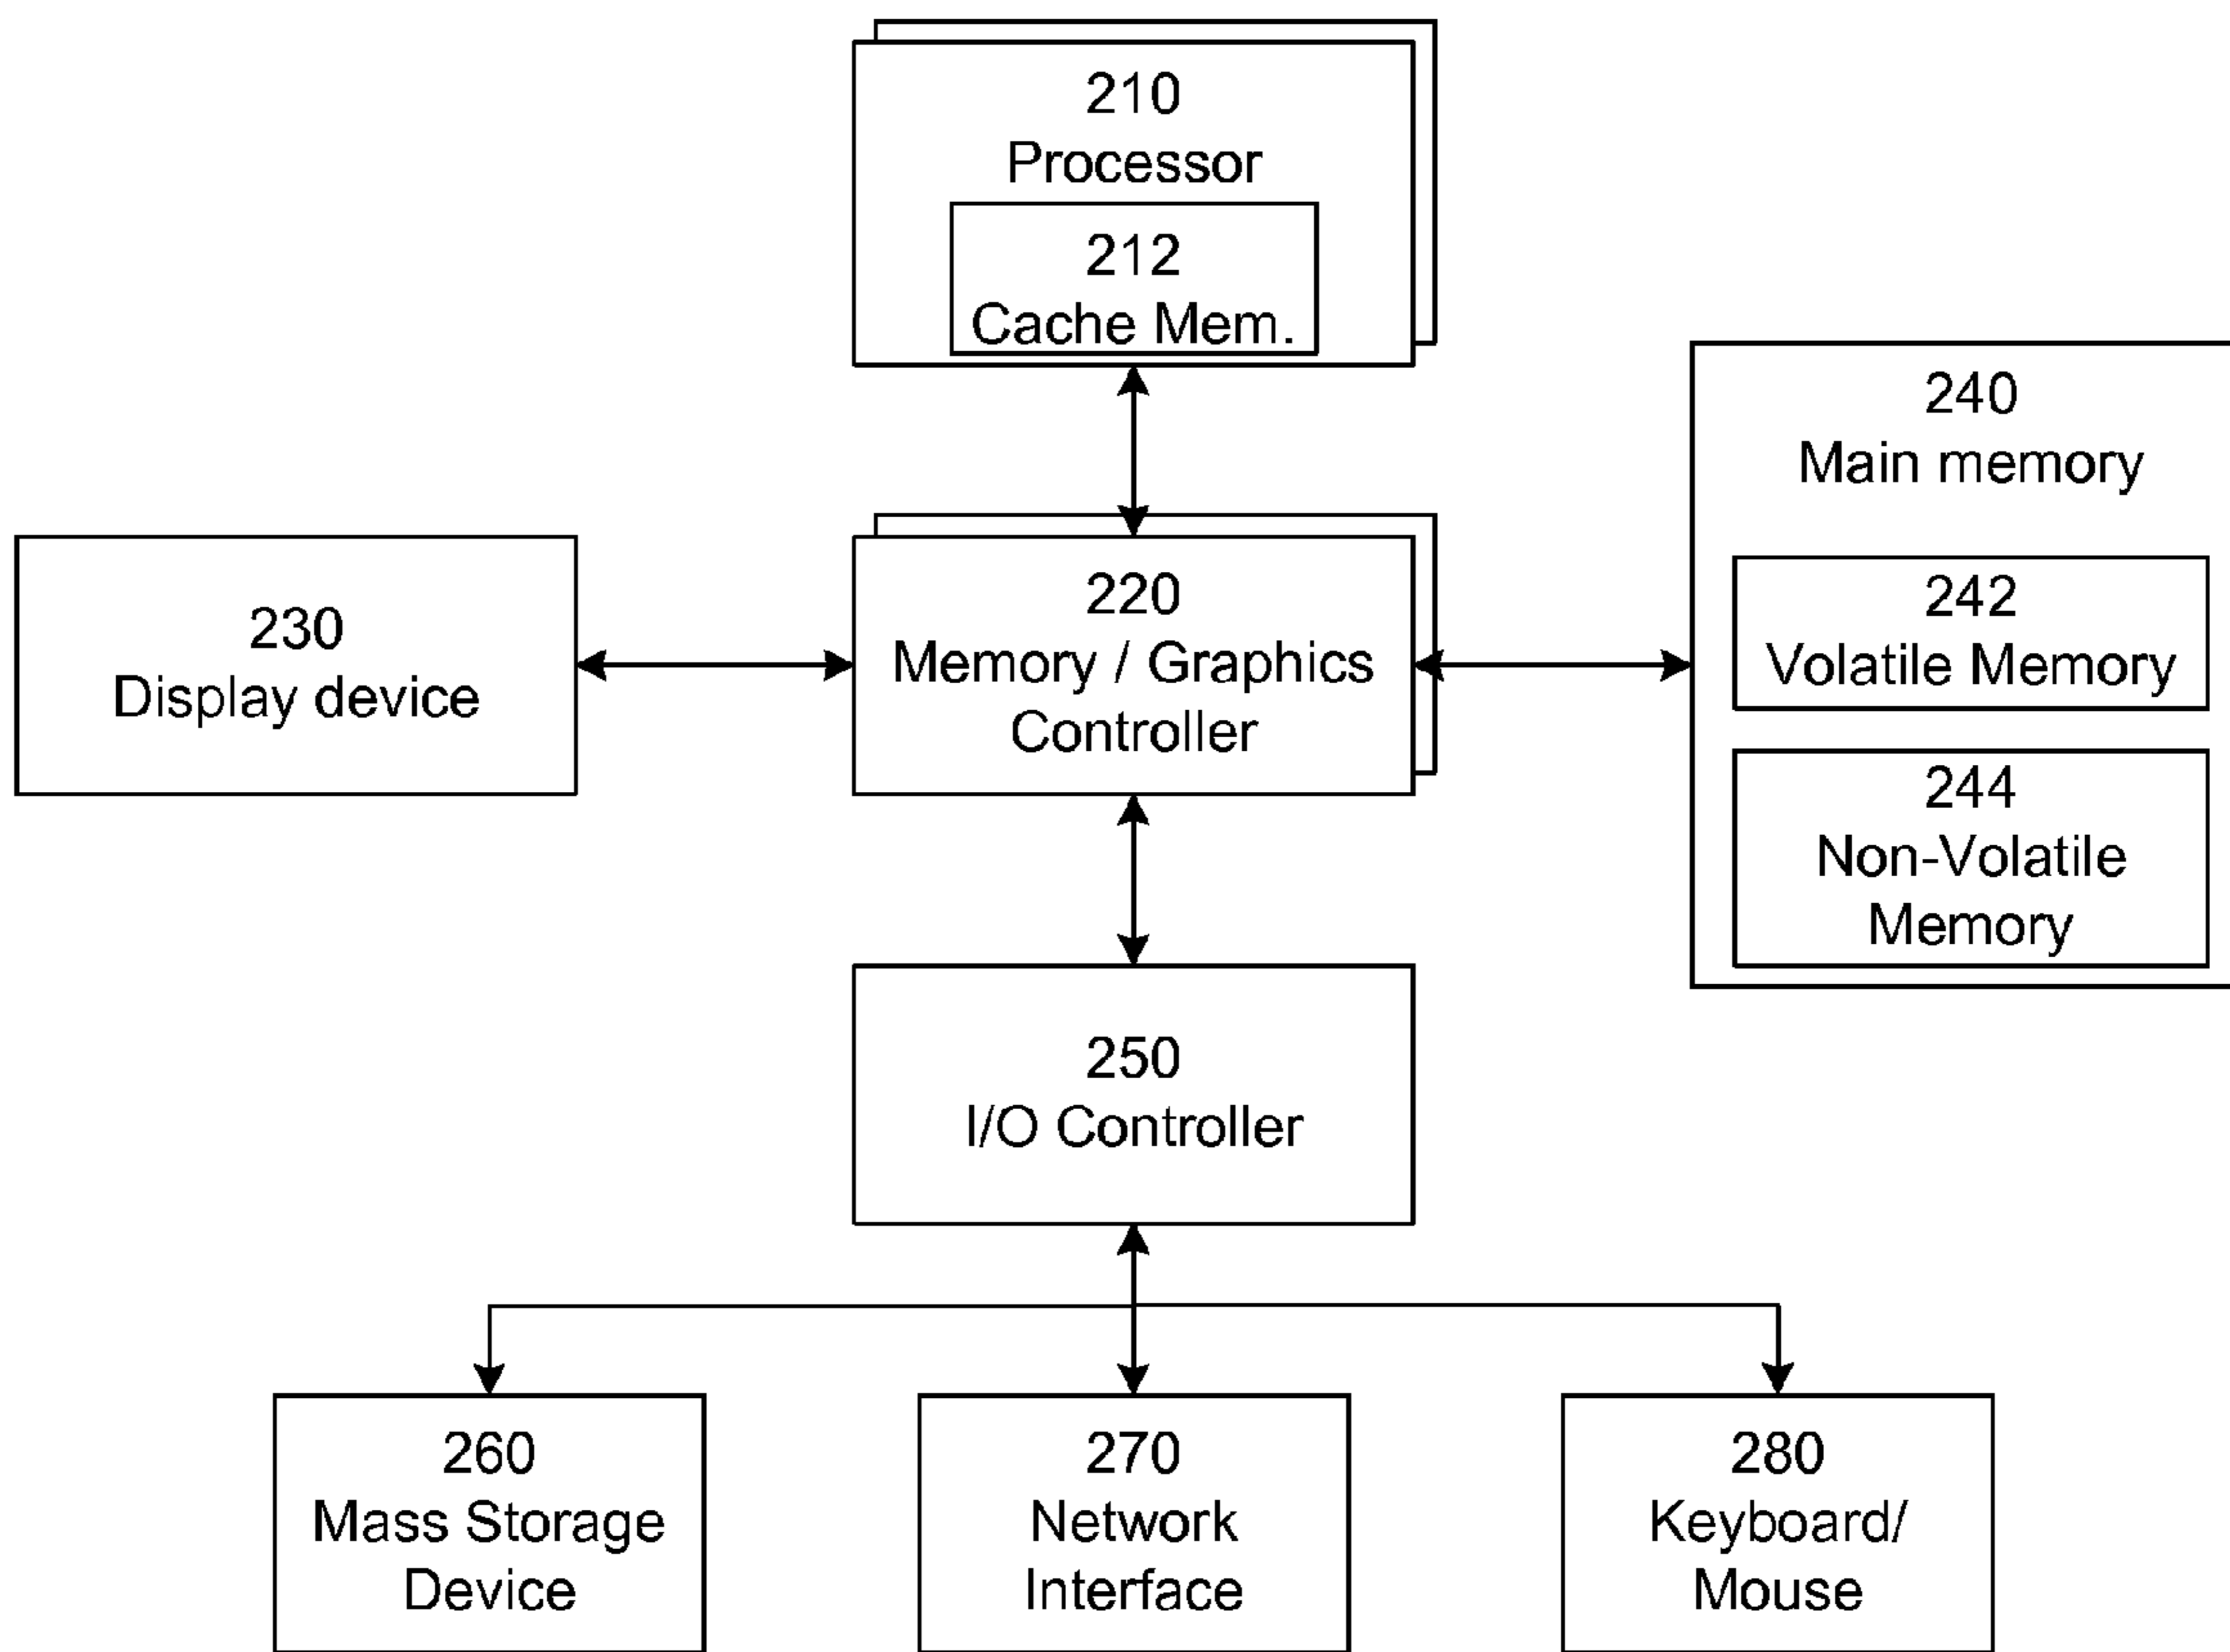 210
Processor
212
Cache Mem.
240
Main memory
242
Volatile Memory
244
Non-Volatile
Memory
230
Display device
220
Memory / Graphics
Controller
250
I/O Controller
260
Mass Storage
Device
270
Network
Interface
280
Keyboard/
Mouse